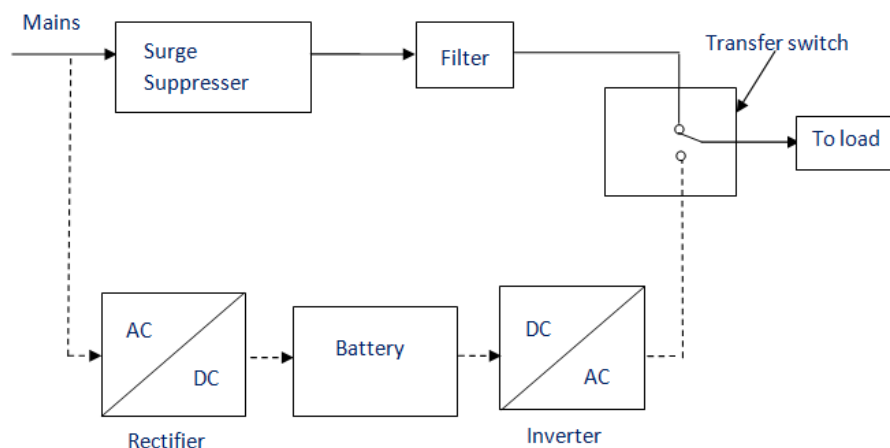 Mains
Surge
Suppresser
Filter
Transfer switch
To load
AC
DC
Battery
DC
AC
Rectifier
Inverter